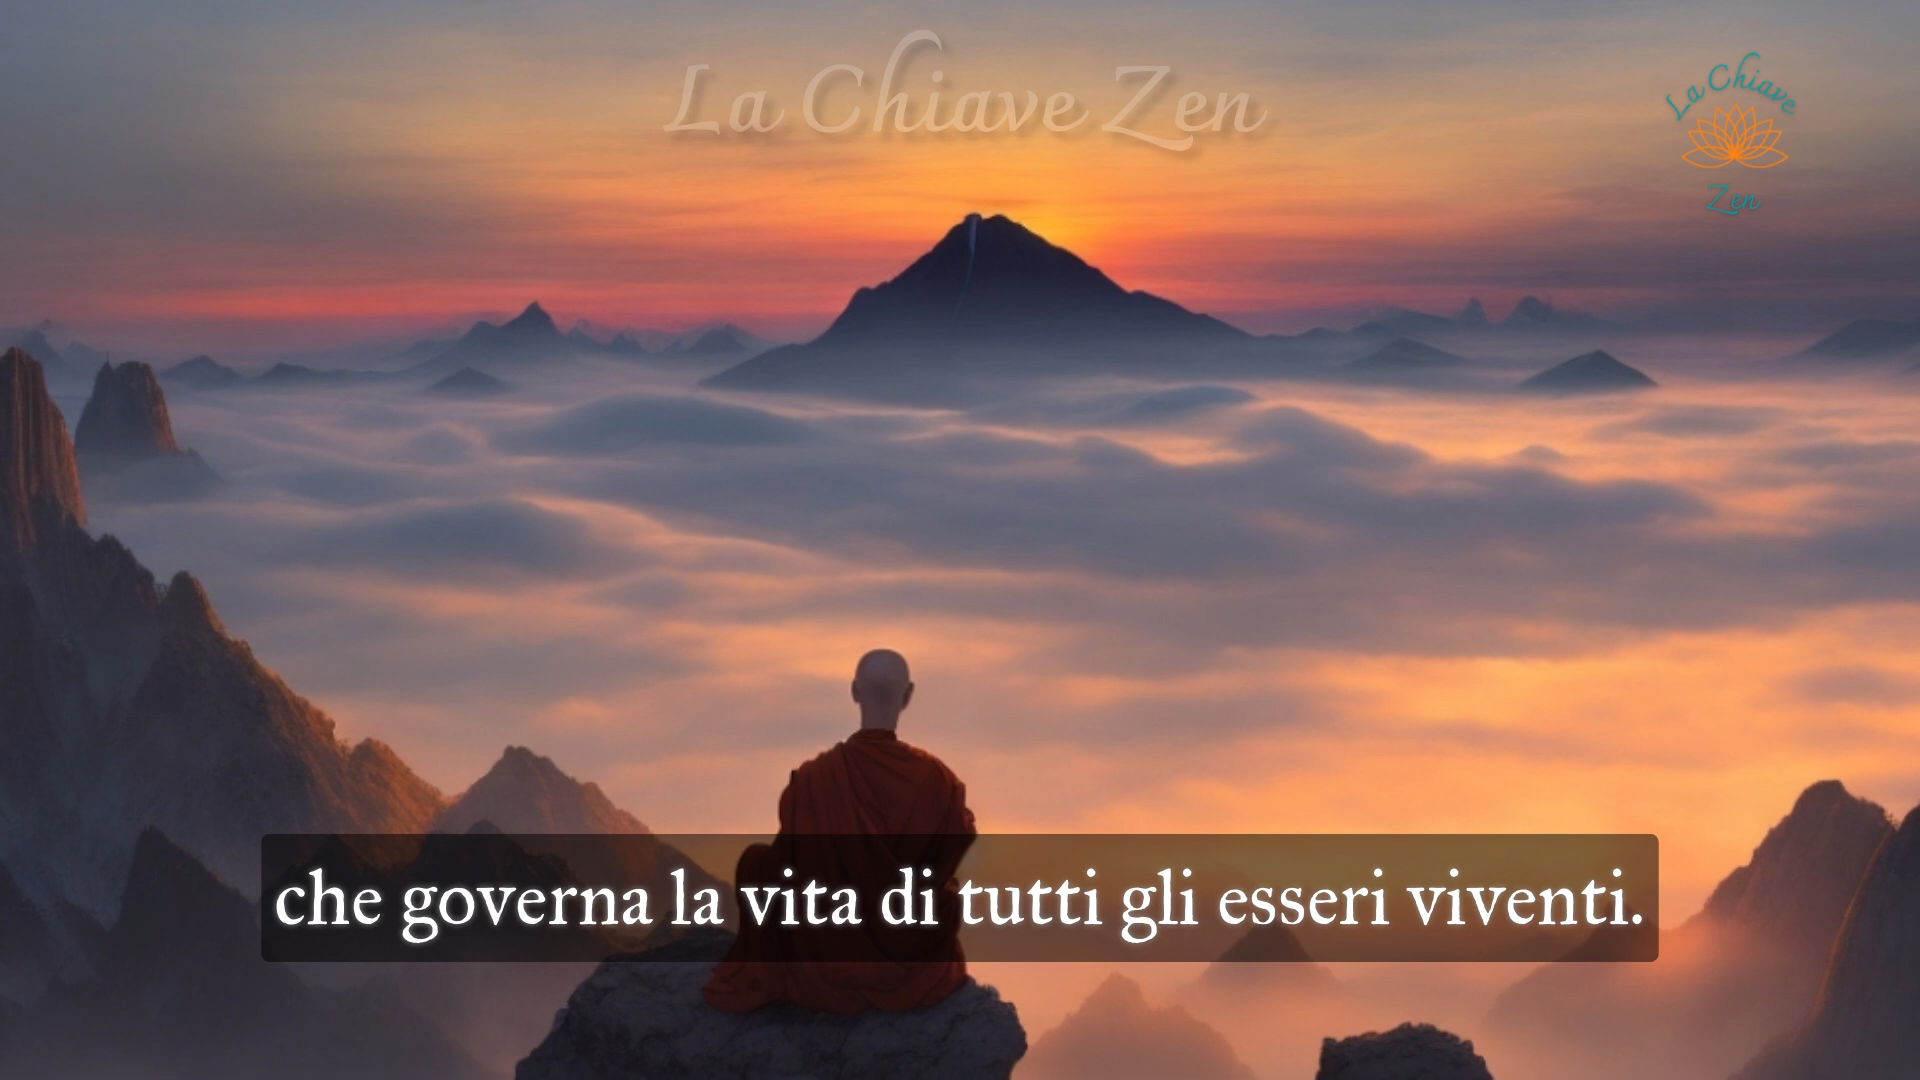 La Chiave Zen
La Chiave
Zen
che governa la vita di tutti gli esseri viventi.